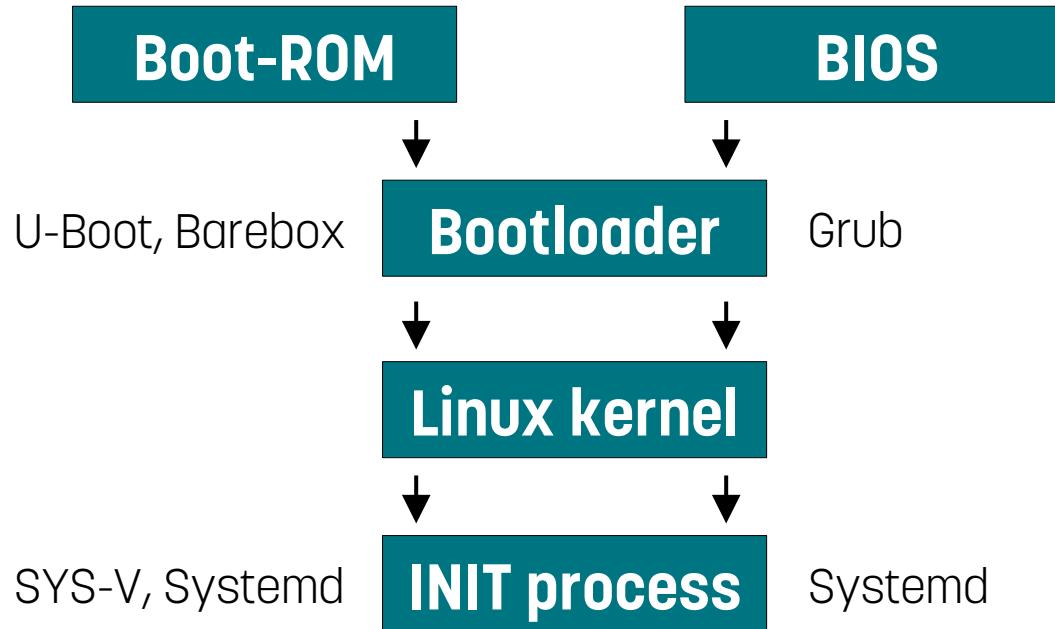 Boot-ROM
BIOS
U-Boot, Barebox
Bootloader
Grub
Linux kernel
SYS-V, Systemd
INIT process
Systemd